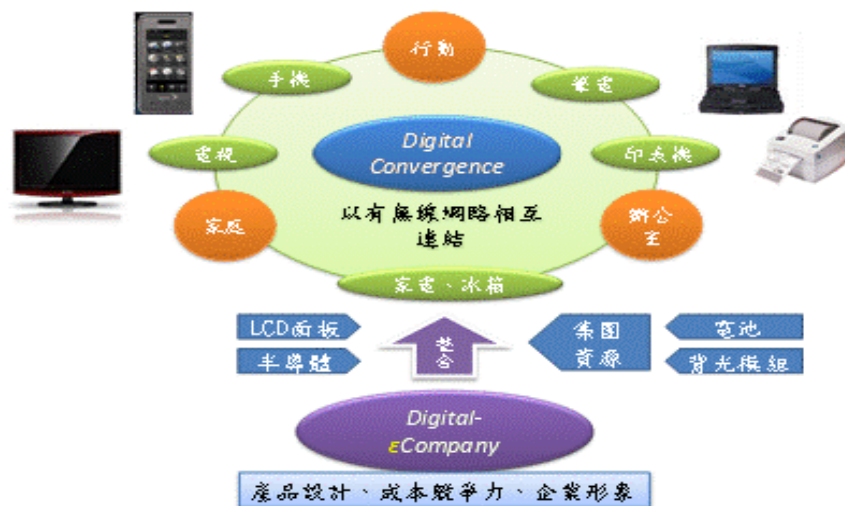 行動
手機
筆電
電視
Digital
Convergence
印表機
家庭
以有無線網路相互
連結
辦公
室
家電、冰箱
LCD面板
整
合
集團
資源
電池
半導體
背光模組
Digital-
εCompany
產品設計、成本競爭力、企業形象